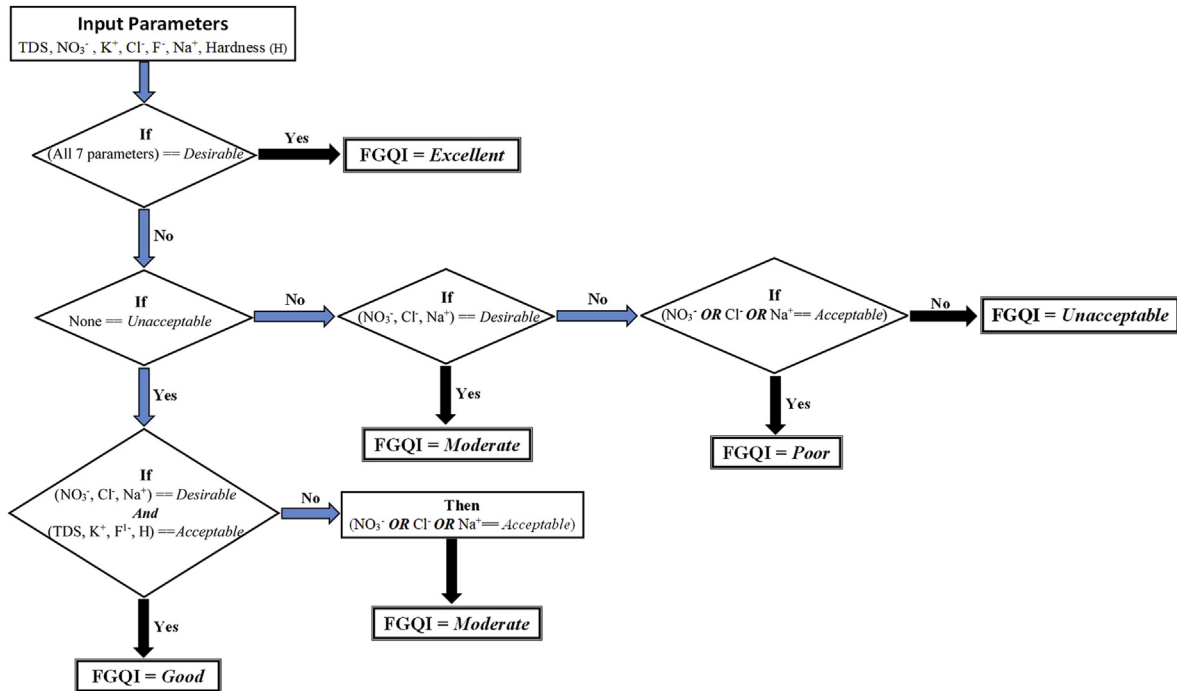 Input Parameters
TDS, NO₃⁻ , K⁺, Cl⁻, F⁻, Na⁺, Hardness (H)
If
(All 7 parameters) == Desirable
Yes
FGQI = Excellent
No
If
None == Unacceptable
No
If
(NO₃⁻, Cl⁻, Na⁺) == Desirable
No
If
(NO₃⁻ OR Cl⁻ OR Na⁺== Acceptable)
No
FGQI = Unacceptable
Yes
Yes
Yes
FGQI = Moderate
FGQI = Poor
If
(NO₃⁻, Cl⁻, Na⁺) == Desirable
And
(TDS, K⁺, F¹⁻, H) ==Acceptable
No
Then
(NO₃⁻ OR Cl⁻ OR Na⁺== Acceptable)
FGQI = Moderate
Yes
FGQI = Good